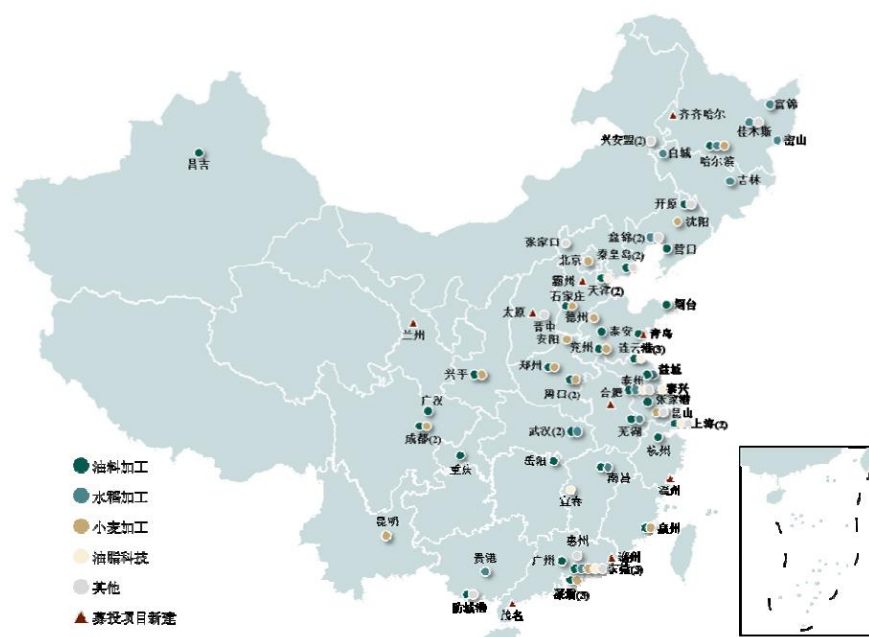 富锦
齐齐哈尔
佳木斯
密山
兴安盟(2)
白城
哈尔滨
昌吉
吉林
开原
沈阳
盘锦(2)
张家口
营口
秦皇岛(2)
北京
霸州
天津(2)
石家庄
烟台
太原
德州
晋中
兰州
泰安
青岛
安阳
兖州
连云港(3)
郑州
兴平
盐城
泰州
泰兴
周口(2)
合肥
张家港
广汉
昆山
上海(2)
成都(2)
武汉(2)
芜湖
杭州
重庆
岳阳
南昌
油料加工
温州
宜春
水稻加工
小麦加工
昆明
泉州
油脂科技
惠州
广州
潮州
东莞(3)
贵港
其他
防城港
茂名
募投项目新建